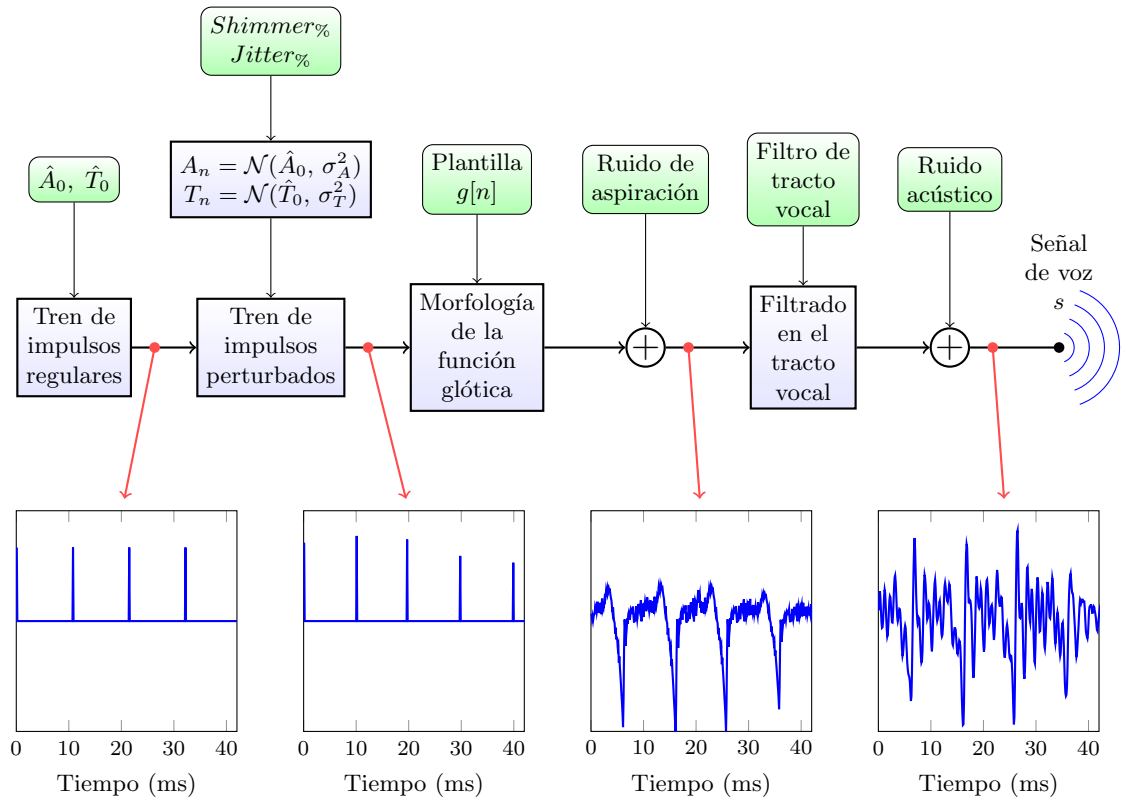 Shimmer%
Jitter%
Â₀, T̂₀
Aₙ = 𝒩(Â₀, σ²_A)
Tₙ = 𝒩(T̂₀, σ²_T)
Plantilla
g[n]
Ruido de
aspiración
Filtro de
tracto
vocal
Ruido
acústico
Señal
de voz
s
Tren de
impulsos
regulares
Tren de
impulsos
perturbados
Morfología
de la
función
glótica
+
Filtrado
en el
tracto
vocal
+
0 10 20 30 40
Tiempo (ms)
0 10 20 30 40
Tiempo (ms)
0 10 20 30 40
Tiempo (ms)
0 10 20 30 40
Tiempo (ms)